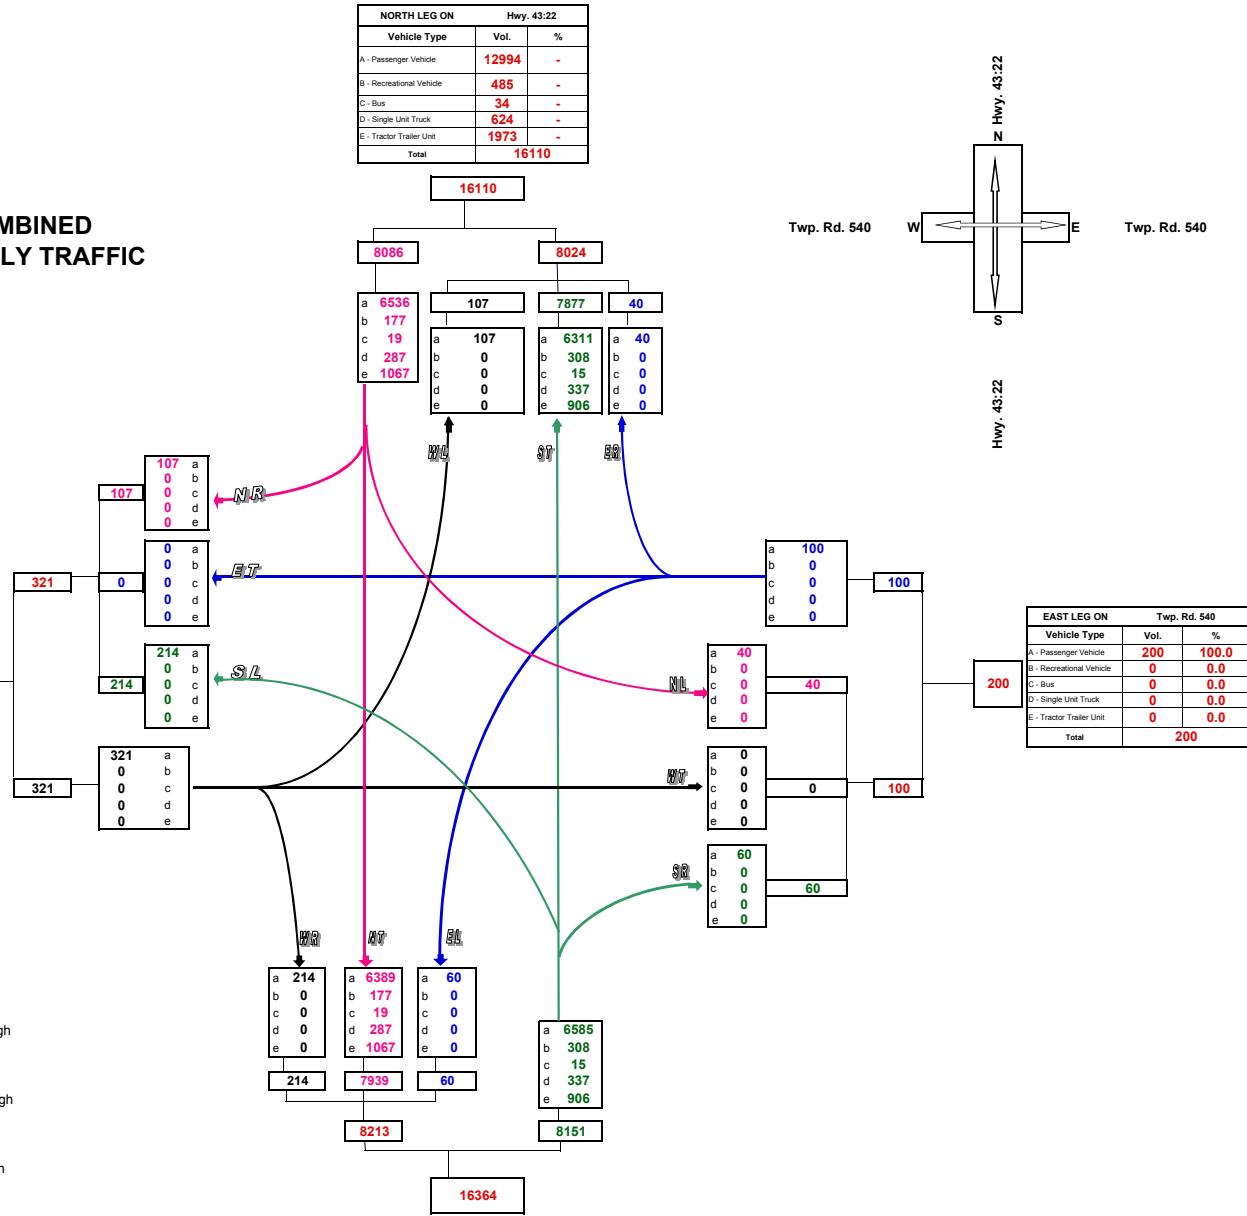 NORTH LEG ON Hwy. 43:22
Vehicle Type Vol. %
A - Passenger Vehicle 12994 -
B - Recreational Vehicle 485 -
C - Bus 34 -
D - Single Unit Truck 624 -
E - Tractor Trailer Unit 1973 -
Total 16110
16110
MBINED
LY TRAFFIC
Hwy. 43:22
N
Twp. Rd. 540 W E Twp. Rd. 540
S
Hwy. 43:22
8086 8024
107 7877 40
a 6536
b 177
c 19
d 287
e 1067
a 107
b 0
c 0
d 0
e 0
a 6311
b 308
c 15
d 337
e 906
a 40
b 0
c 0
d 0
e 0
WL ST ER
107
107 a
0 b
0 c
0 d
0 e
NR
321
0
0 a
0 b
0 c
0 d
0 e
ET
214
214 a
0 b
0 c
0 d
0 e
SL
321
321 a
0 b
0 c
0 d
0 e
a 100
b 0
c 0
d 0
e 0
100
NL
a 40
b 0
c 0
d 0
e 0
40
WT
a 0
b 0
c 0
d 0
e 0
0
100
SR
a 60
b 0
c 0
d 0
e 0
60
200
EAST LEG ON Twp. Rd. 540
Vehicle Type Vol. %
A - Passenger Vehicle 200 100.0
B - Recreational Vehicle 0 0.0
C - Bus 0 0.0
D - Single Unit Truck 0 0.0
E - Tractor Trailer Unit 0 0.0
Total 200
WR NT EL
a 214
b 0
c 0
d 0
e 0
a 6389
b 177
c 19
d 287
e 1067
a 60
b 0
c 0
d 0
e 0
a 6585
b 308
c 15
d 337
e 906
214 7939 60
8213 8151
16364
gh
gh
h